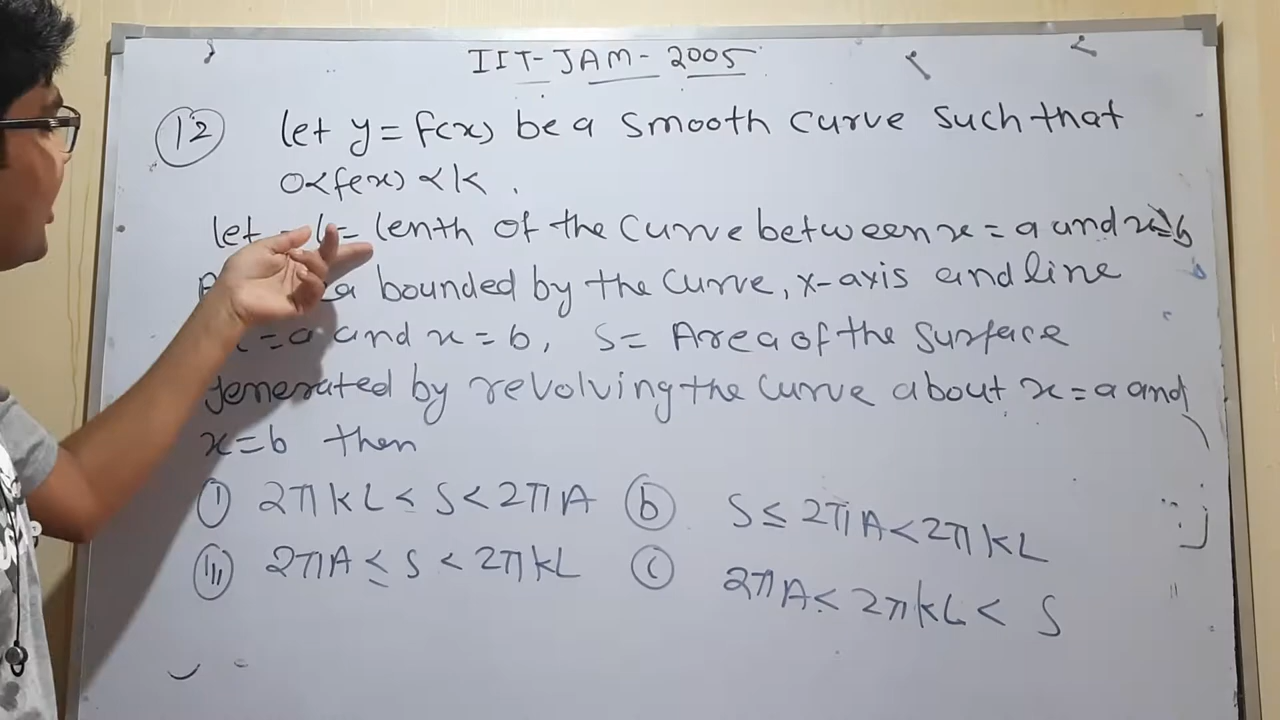 IIT-JAM-2005
12 let y=f(x) be a smooth curve such that
0<f(x)<k.
let L= lenth of the curve between x=a and x=b
bounded by the curve, x-axis and line
=a and x=b, S= Area of the surface
generated by revolving the curve about x=a and
x=b then
i 2πkL<S<2πA b S≤2πA<2πkL
iii 2πA≤S<2πkL c 2πA<2πkL<S